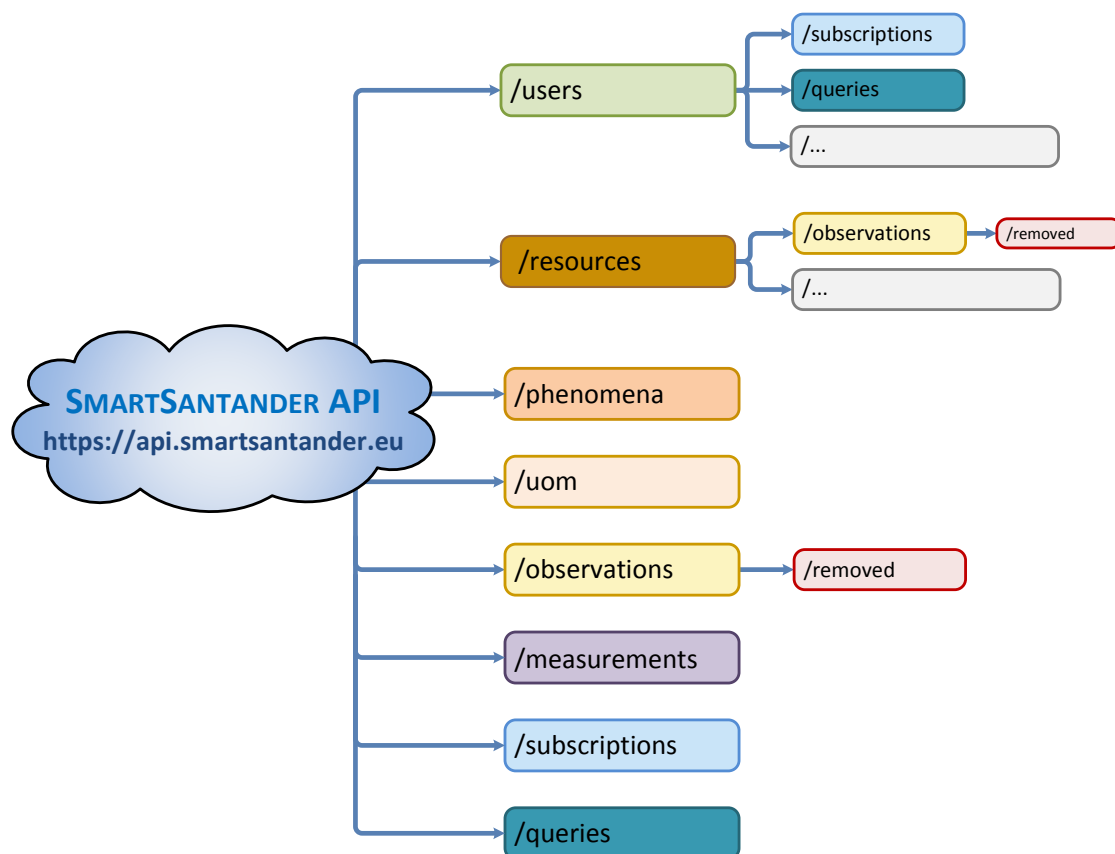 /subscriptions
/users
/queries
/...
/observations
/removed
/resources
/...
SMARTSANTANDER API
https://api.smartsantander.eu
/phenomena
/uom
/observations
/removed
/measurements
/subscriptions
/queries